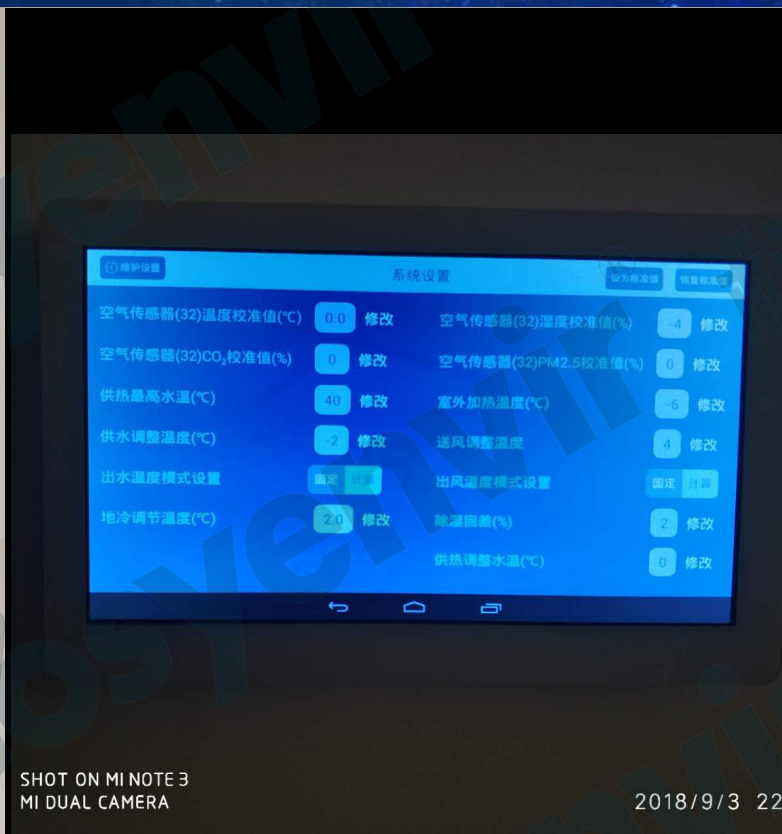 维护设置 系统设置 设为标准值 恢复标准值
空气传感器(32)温度校准值(℃) 0.0 修改 空气传感器(32)湿度校准值(%) -4 修改
空气传感器(32)CO₂校准值(%) 0 修改 空气传感器(32)PM2.5校准值(%) 0 修改
供热最高水温(℃) 40 修改 室外加热温度(℃) -6 修改
供水调整温度(℃) -2 修改 送风调整温度 4 修改
出水温度模式设置 固定 计算 出风温度模式设置 固定 计算
地冷调节温度(℃) 2.0 修改 除湿回差(%) 2 修改
供热调整水温(℃) 0 修改
SHOT ON MI NOTE 3
MI DUAL CAMERA 2018/9/3 22